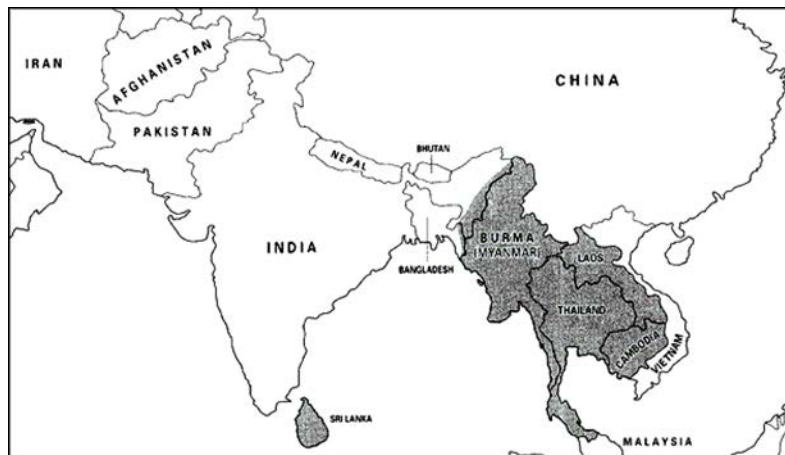 IRAN
AFGHANISTAN
CHINA
PAKISTAN
NEPAL
BHUTAN
INDIA
BANGLADESH
BURMA
(MYANMAR)
LAOS
THAILAND
CAMBODIA
VIETNAM
SRI LANKA
MALAYSIA